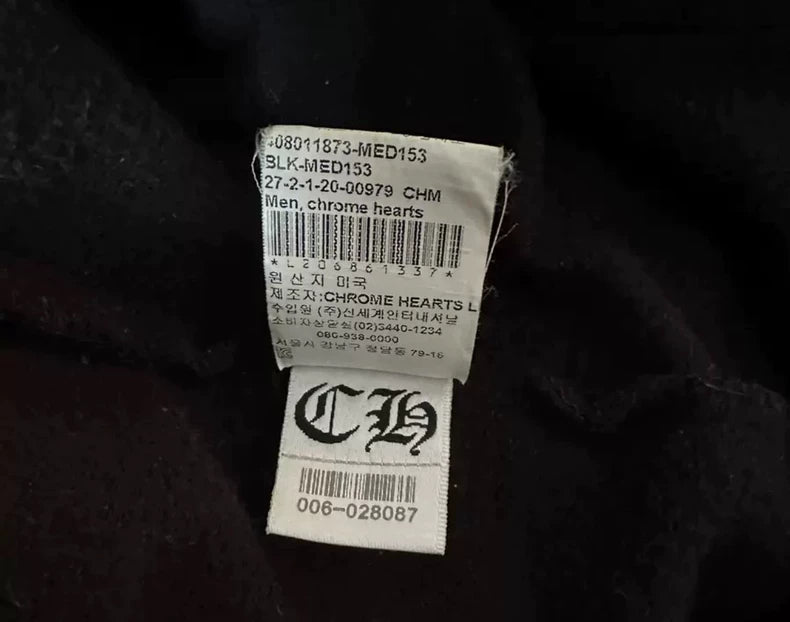 408011873-MED153
BLK-MED153
27-2-1-20-00979 CHM
Men, chrome hearts
*L206861337*
원산지 미국
제조자:CHROME HEARTS L
수입원 (주)신세계인터내셔날
소비자상담실(02)3440-1234
080-938-0000
서울시 강남구 청담동 79-16
CH
006-028087